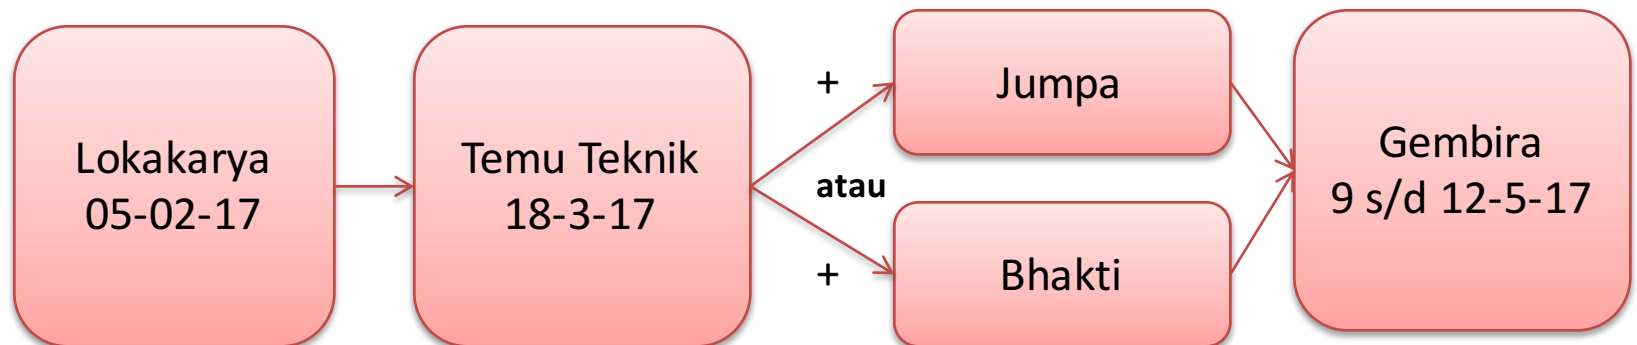 Lokakarya
05-02-17
Temu Teknik
18-3-17
+
atau
+
Jumpa
Bhakti
Gembira
9 s/d 12-5-17